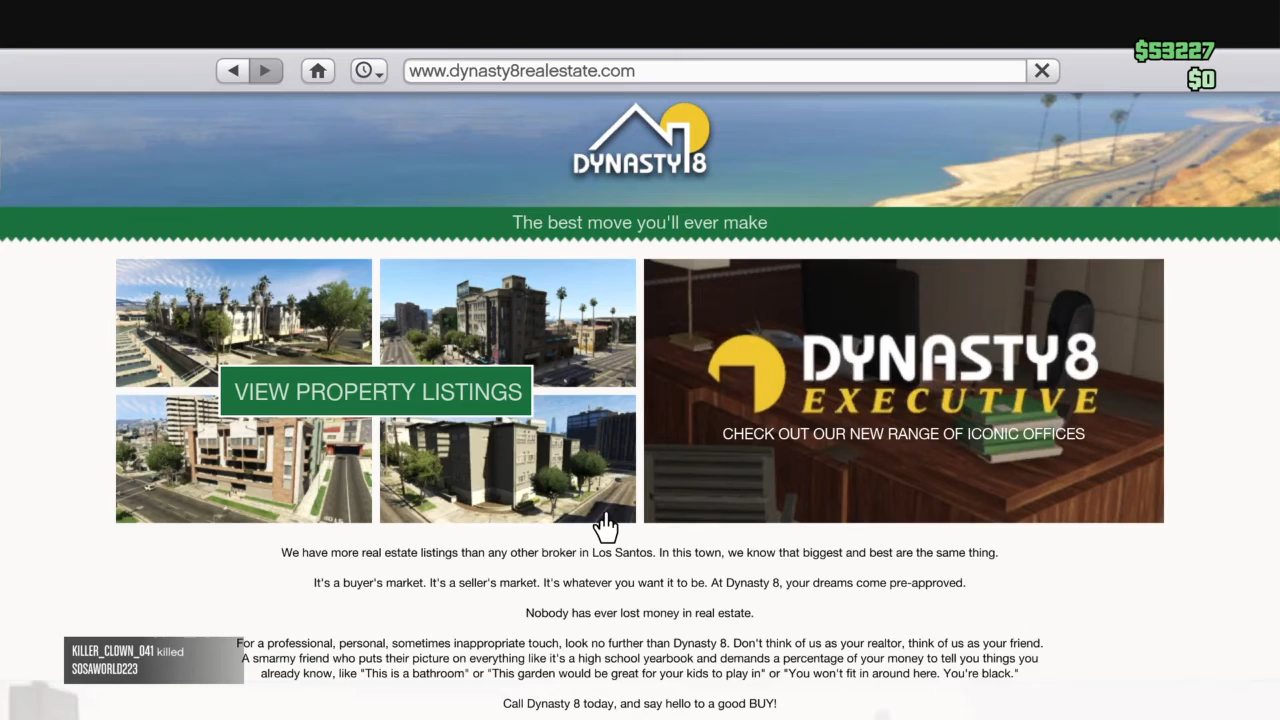 $53227
www.dynasty8realestate.com
$0
DYNASTY 8
The best move you'll ever make
VIEW PROPERTY LISTINGS
DYNASTY 8
EXECUTIVE
CHECK OUT OUR NEW RANGE OF ICONIC OFFICES
We have more real estate listings than any other broker in Los Santos. In this town, we know that biggest and best are the same thing.
It's a buyer's market. It's a seller's market. It's whatever you want it to be. At Dynasty 8, your dreams come pre-approved.
Nobody has ever lost money in real estate.
For a professional, personal, sometimes inappropriate touch, look no further than Dynasty 8. Don't think of us as your realtor, think of us as your friend.
A smarmy friend who puts their picture on everything like it's a high school yearbook and demands a percentage of your money to tell you things you
already know, like "This is a bathroom" or "This garden would be great for your kids to play in" or "You won't fit in around here. You're black."
Call Dynasty 8 today, and say hello to a good BUY!
KILLER_CLOWN_041 killed
SOSAWORLD223